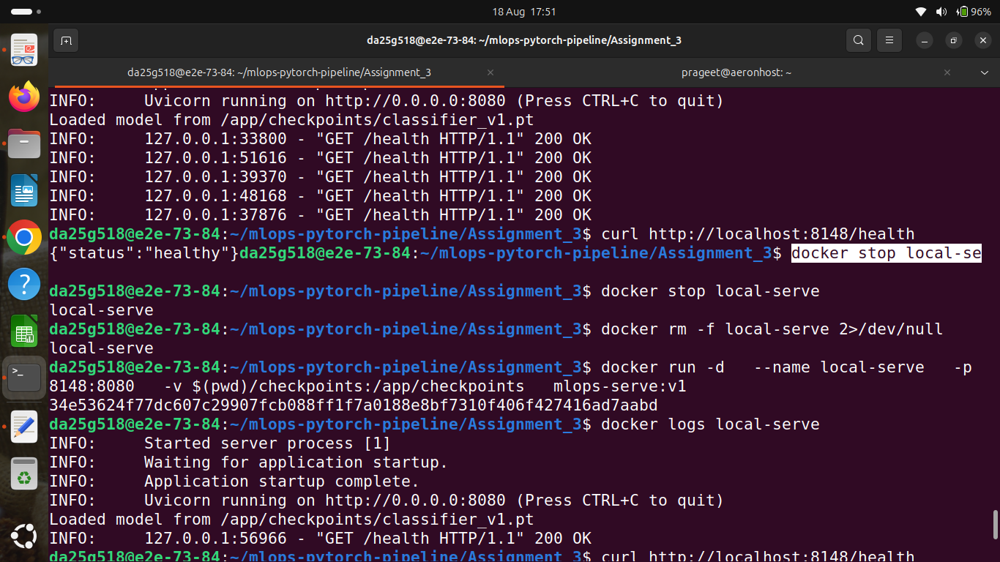 18 Aug 17:51
96%
da25g518@e2e-73-84: ~/mlops-pytorch-pipeline/Assignment_3
da25g518@e2e-73-84: ~/mlops-pytorch-pipeline/Assignment_3
prageet@aeronhost: ~
INFO:     Uvicorn running on http://0.0.0.0:8080 (Press CTRL+C to quit)
Loaded model from /app/checkpoints/classifier_v1.pt
INFO:     127.0.0.1:33800 - "GET /health HTTP/1.1" 200 OK
INFO:     127.0.0.1:51616 - "GET /health HTTP/1.1" 200 OK
INFO:     127.0.0.1:39370 - "GET /health HTTP/1.1" 200 OK
INFO:     127.0.0.1:48168 - "GET /health HTTP/1.1" 200 OK
INFO:     127.0.0.1:37876 - "GET /health HTTP/1.1" 200 OK
da25g518@e2e-73-84:~/mlops-pytorch-pipeline/Assignment_3$ curl http://localhost:8148/health
{"status":"healthy"}da25g518@e2e-73-84:~/mlops-pytorch-pipeline/Assignment_3$ docker stop local-se
da25g518@e2e-73-84:~/mlops-pytorch-pipeline/Assignment_3$ docker stop local-serve
local-serve
da25g518@e2e-73-84:~/mlops-pytorch-pipeline/Assignment_3$ docker rm -f local-serve 2>/dev/null
local-serve
da25g518@e2e-73-84:~/mlops-pytorch-pipeline/Assignment_3$ docker run -d   --name local-serve   -p
8148:8080   -v $(pwd)/checkpoints:/app/checkpoints   mlops-serve:v1
34e53624f77dc607c29907fcb088ff1f7a0188e8bf7310f406f427416ad7aabd
da25g518@e2e-73-84:~/mlops-pytorch-pipeline/Assignment_3$ docker logs local-serve
INFO:     Started server process [1]
INFO:     Waiting for application startup.
INFO:     Application startup complete.
INFO:     Uvicorn running on http://0.0.0.0:8080 (Press CTRL+C to quit)
Loaded model from /app/checkpoints/classifier_v1.pt
INFO:     127.0.0.1:56966 - "GET /health HTTP/1.1" 200 OK
da25g518@e2e-73-84:~/mlops-pytorch-pipeline/Assignment_3$ curl http://localhost:8148/health